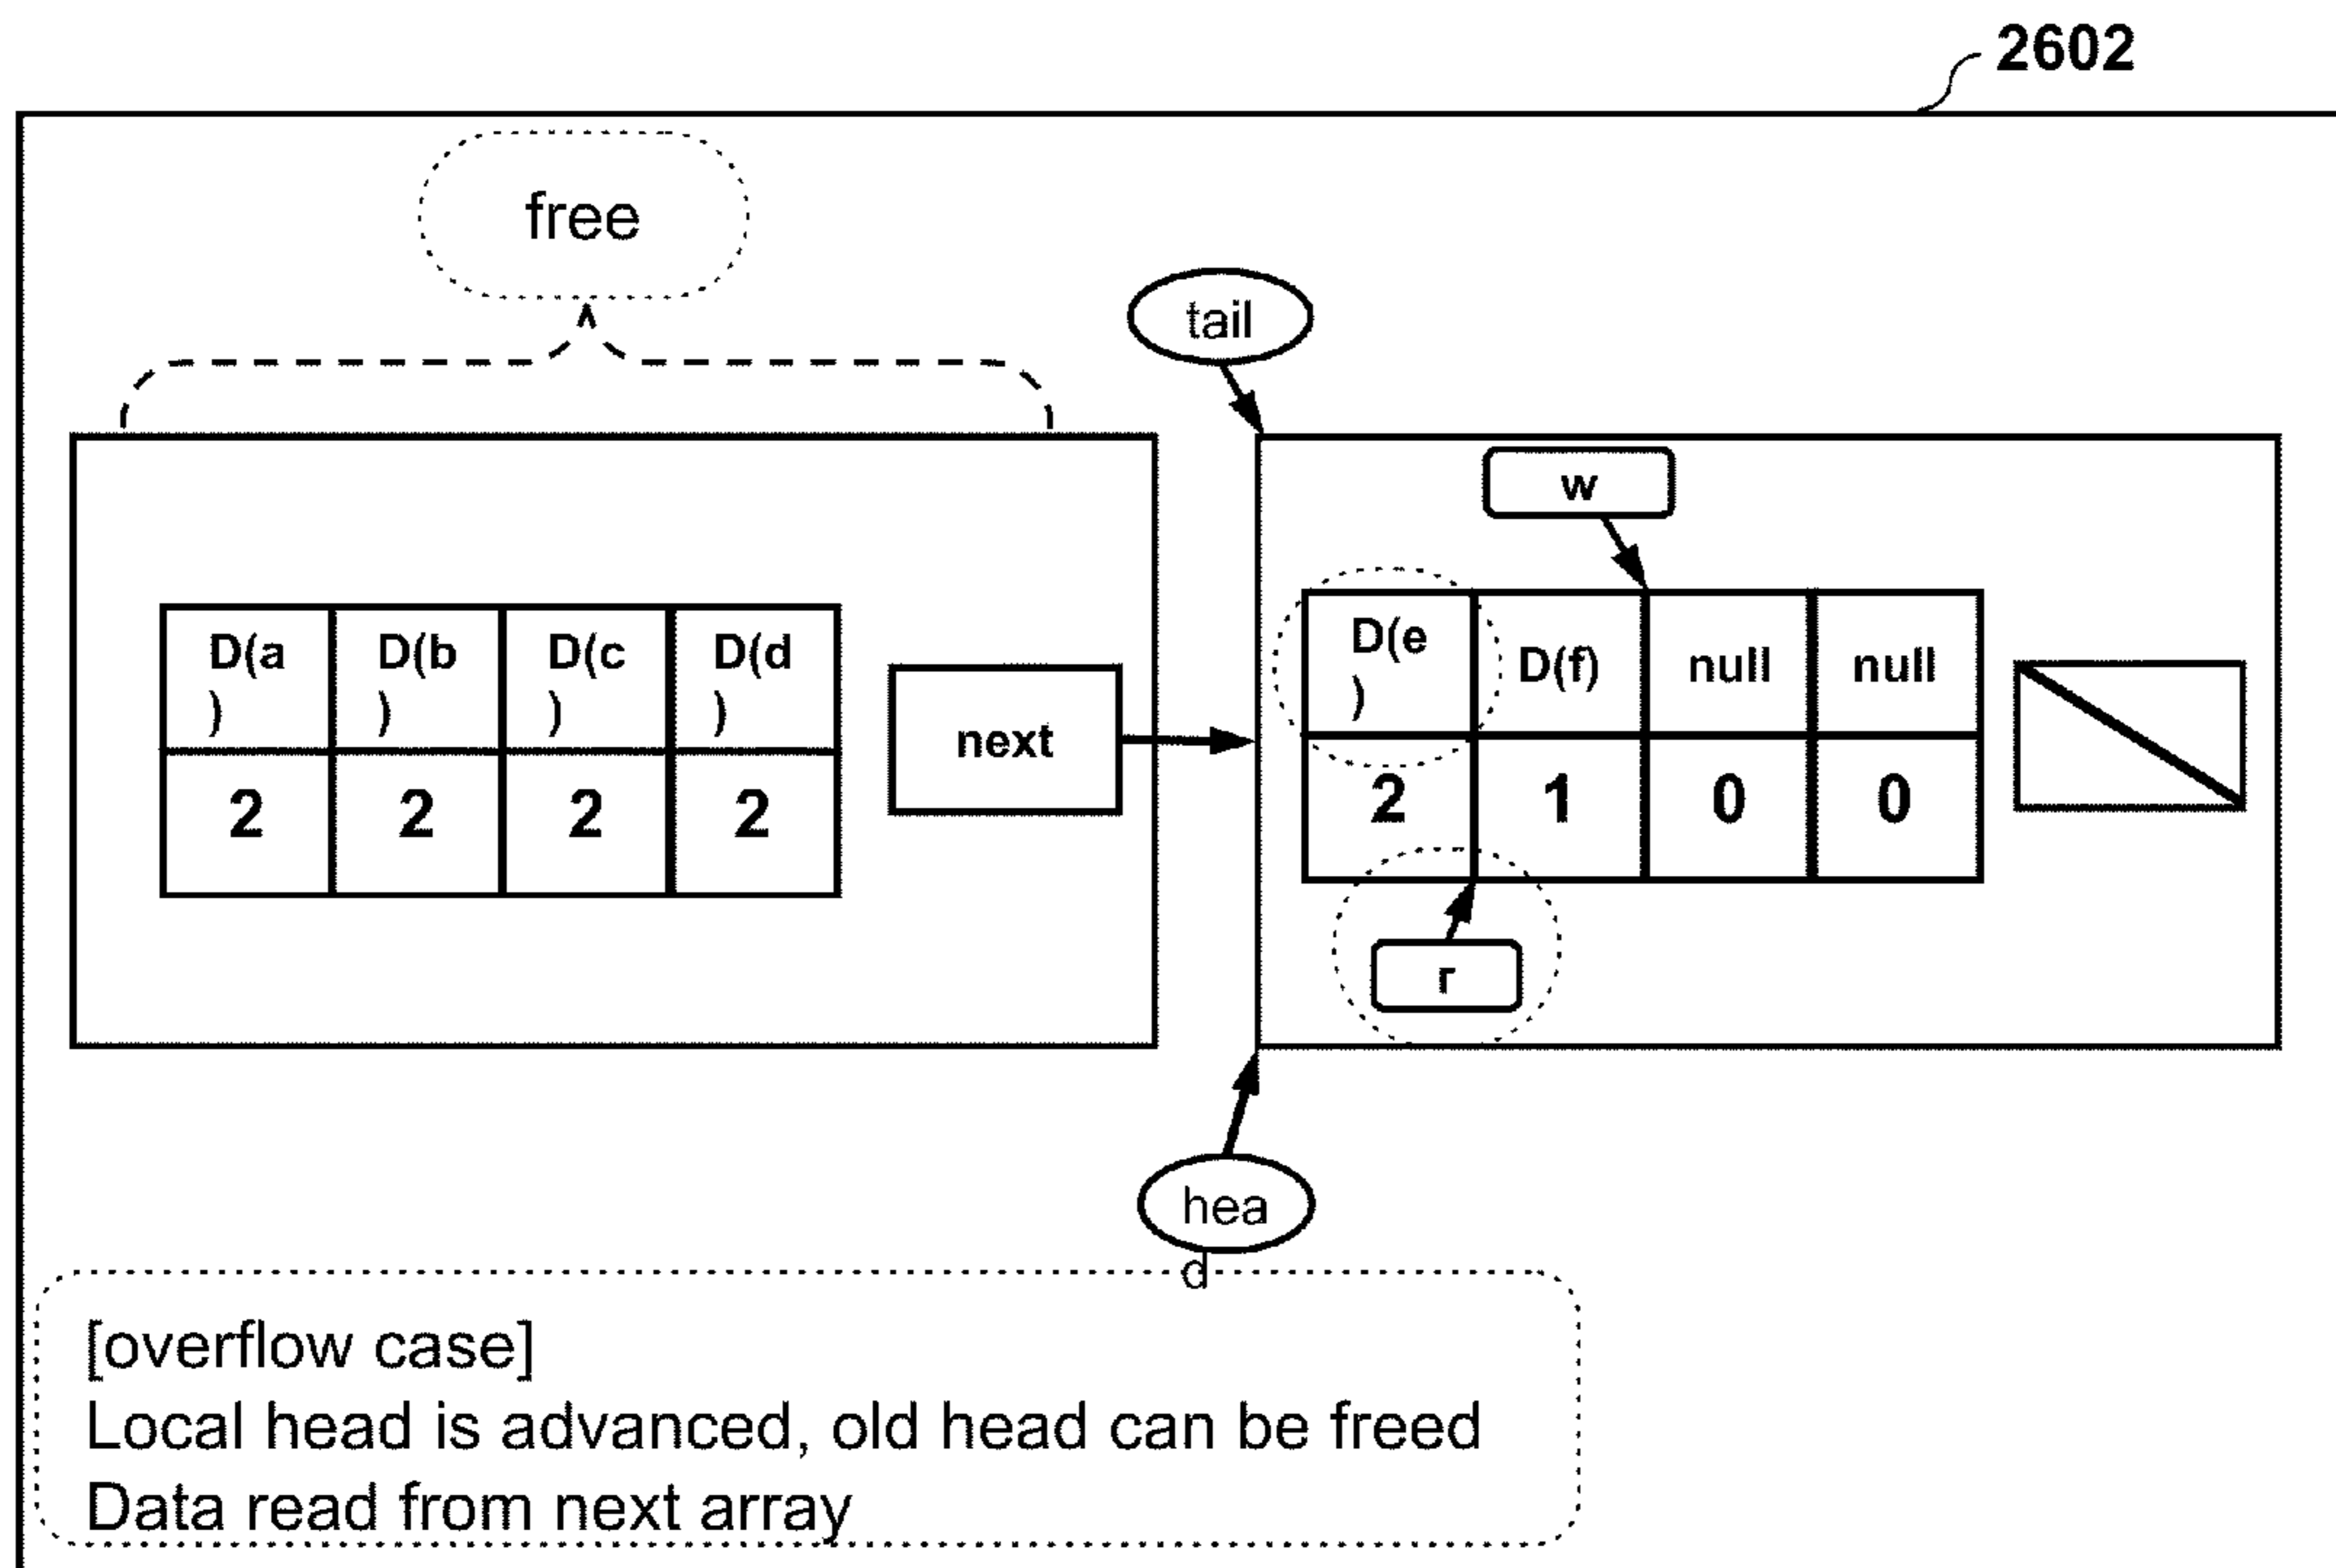 2602
free
tail
w
D(a
)
D(b
)
D(c
)
D(d
)
2 2 2 2
next
D(e
)
D(f)
null
null
2 1 0 0
r
hea
d
[overflow case]
Local head is advanced, old head can be freed
Data read from next array